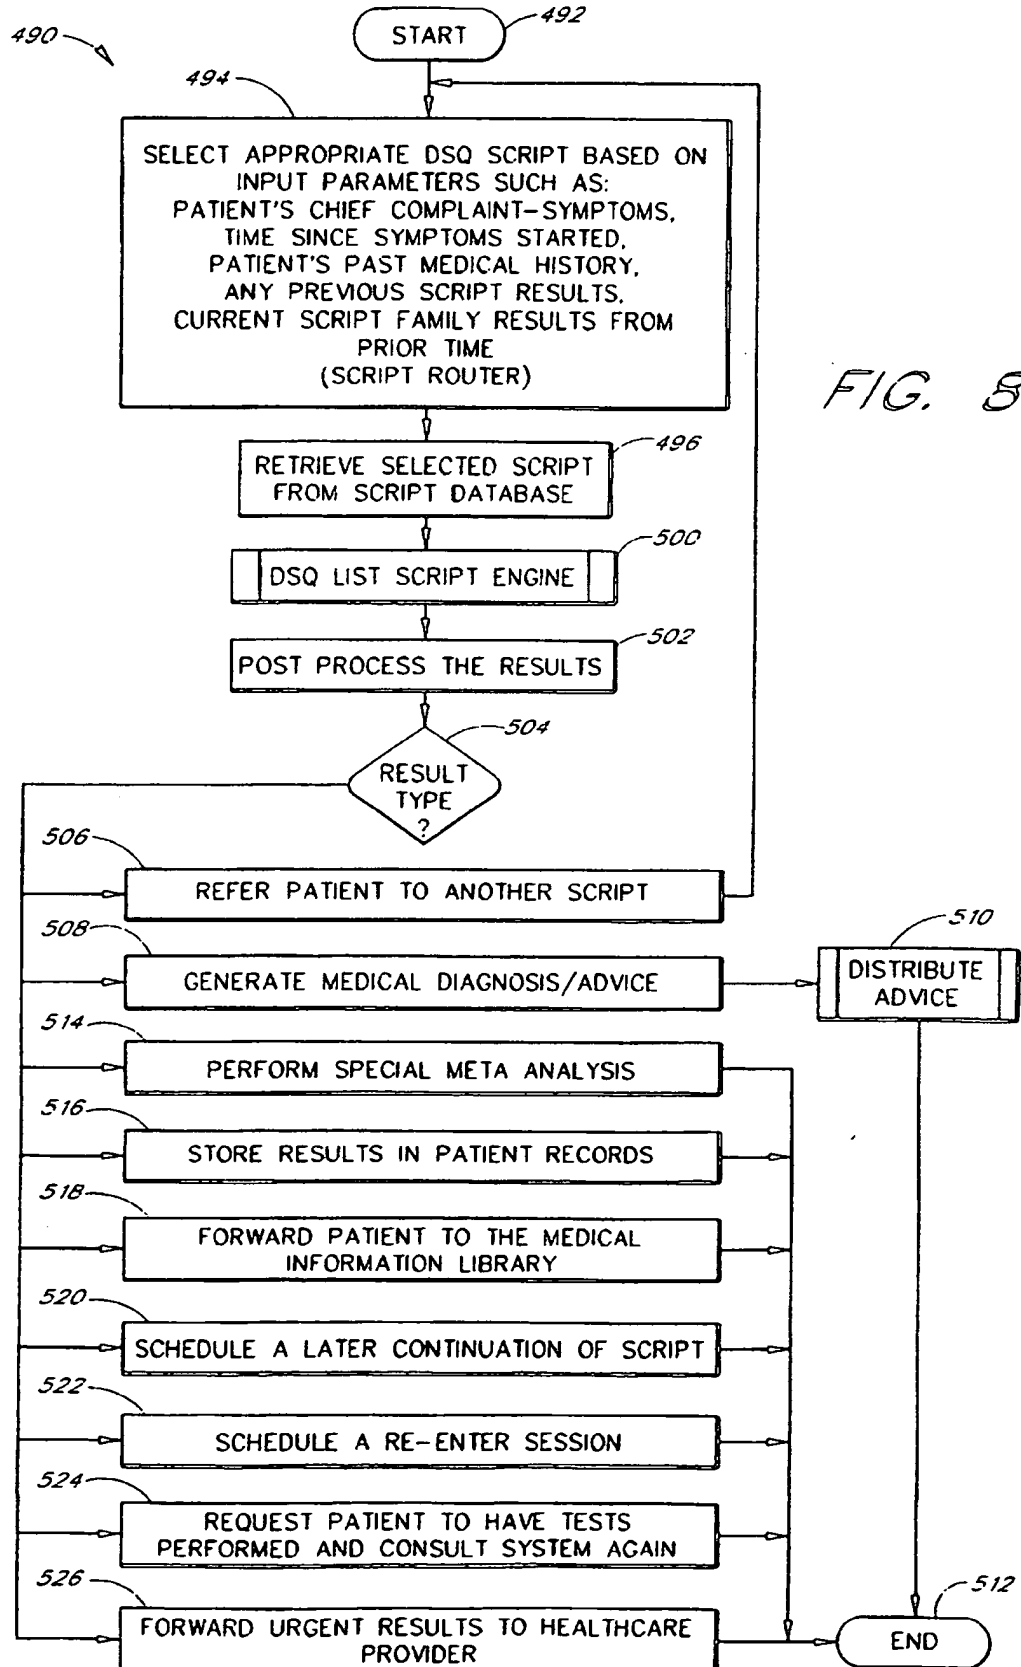 490
492
START
494
SELECT APPROPRIATE DSQ SCRIPT BASED ON
INPUT PARAMETERS SUCH AS:
PATIENT'S CHIEF COMPLAINT-SYMPTOMS,
TIME SINCE SYMPTOMS STARTED,
PATIENT'S PAST MEDICAL HISTORY,
ANY PREVIOUS SCRIPT RESULTS,
CURRENT SCRIPT FAMILY RESULTS FROM
PRIOR TIME
(SCRIPT ROUTER)
FIG. 8
496
RETRIEVE SELECTED SCRIPT
FROM SCRIPT DATABASE
500
DSQ LIST SCRIPT ENGINE
502
POST PROCESS THE RESULTS
504
RESULT
TYPE
?
506
REFER PATIENT TO ANOTHER SCRIPT
508
GENERATE MEDICAL DIAGNOSIS/ADVICE
510
DISTRIBUTE
ADVICE
514
PERFORM SPECIAL META ANALYSIS
516
STORE RESULTS IN PATIENT RECORDS
518
FORWARD PATIENT TO THE MEDICAL
INFORMATION LIBRARY
520
SCHEDULE A LATER CONTINUATION OF SCRIPT
522
SCHEDULE A RE-ENTER SESSION
524
REQUEST PATIENT TO HAVE TESTS
PERFORMED AND CONSULT SYSTEM AGAIN
526
FORWARD URGENT RESULTS TO HEALTHCARE
PROVIDER
512
END